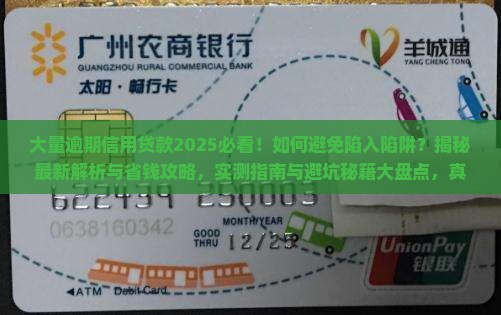 广州农商银行
GUANGZHOU RURAL COMMERCIAL BANK
羊城通
YANG CHENG TONG
太阳·畅行卡
大量逾期信用贷款2025必看！如何避免陷入陷阱？揭秘
最新解析与省钱攻略，实测指南与避坑秘籍大盘点，真
0638160342
MONTH/YEAR
GOOD
THRU
12/25
UnionPay
银联
◄ATM Debit Card